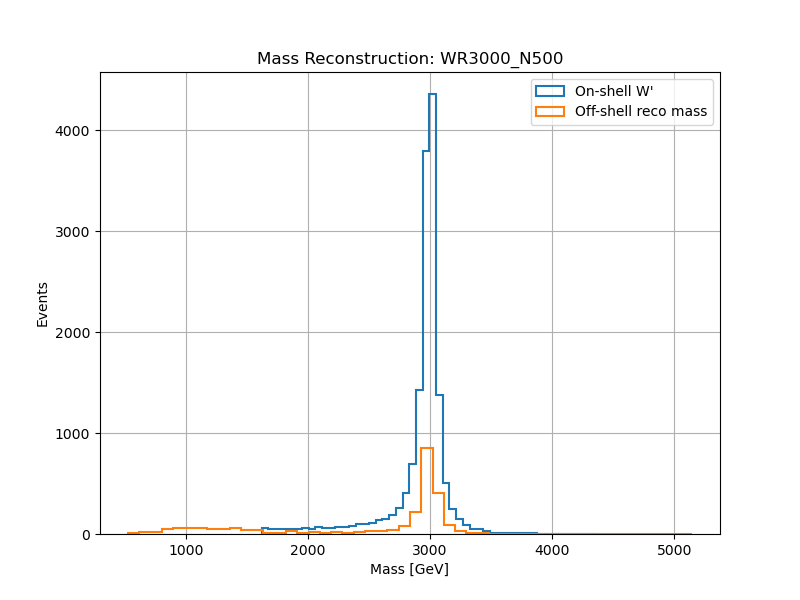 Mass Reconstruction: WR3000_N500
On-shell W'
Off-shell reco mass
4000
3000
2000
1000
0
Events
1000 2000 3000 4000 5000
Mass [GeV]